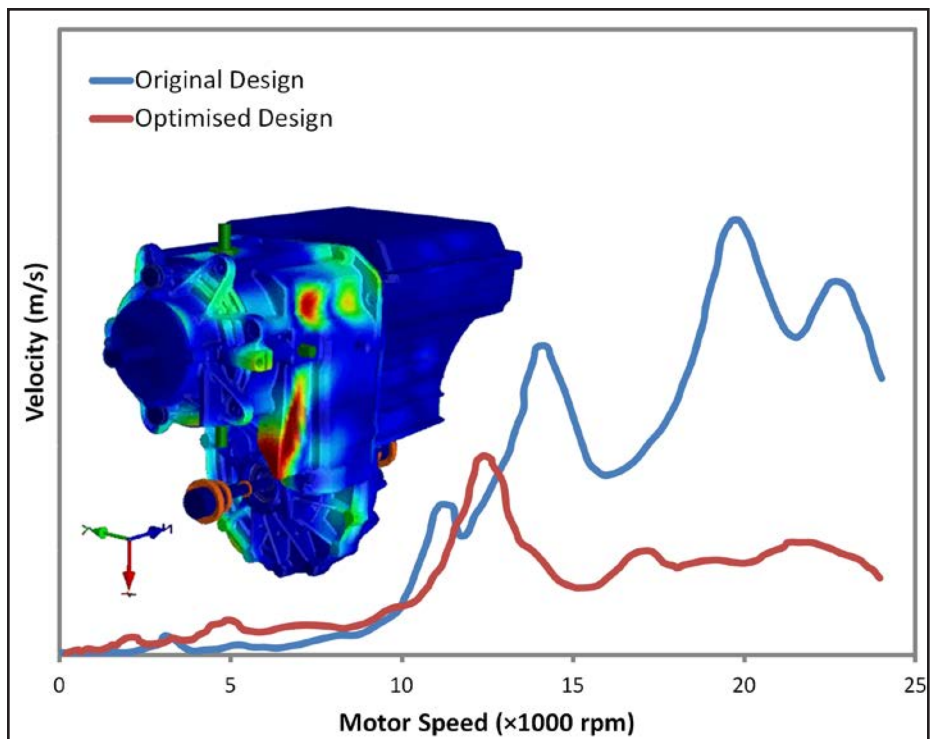 Original Design
Optimised Design
Velocity (m/s)
0
5
10
15
20
25
Motor Speed (×1000 rpm)